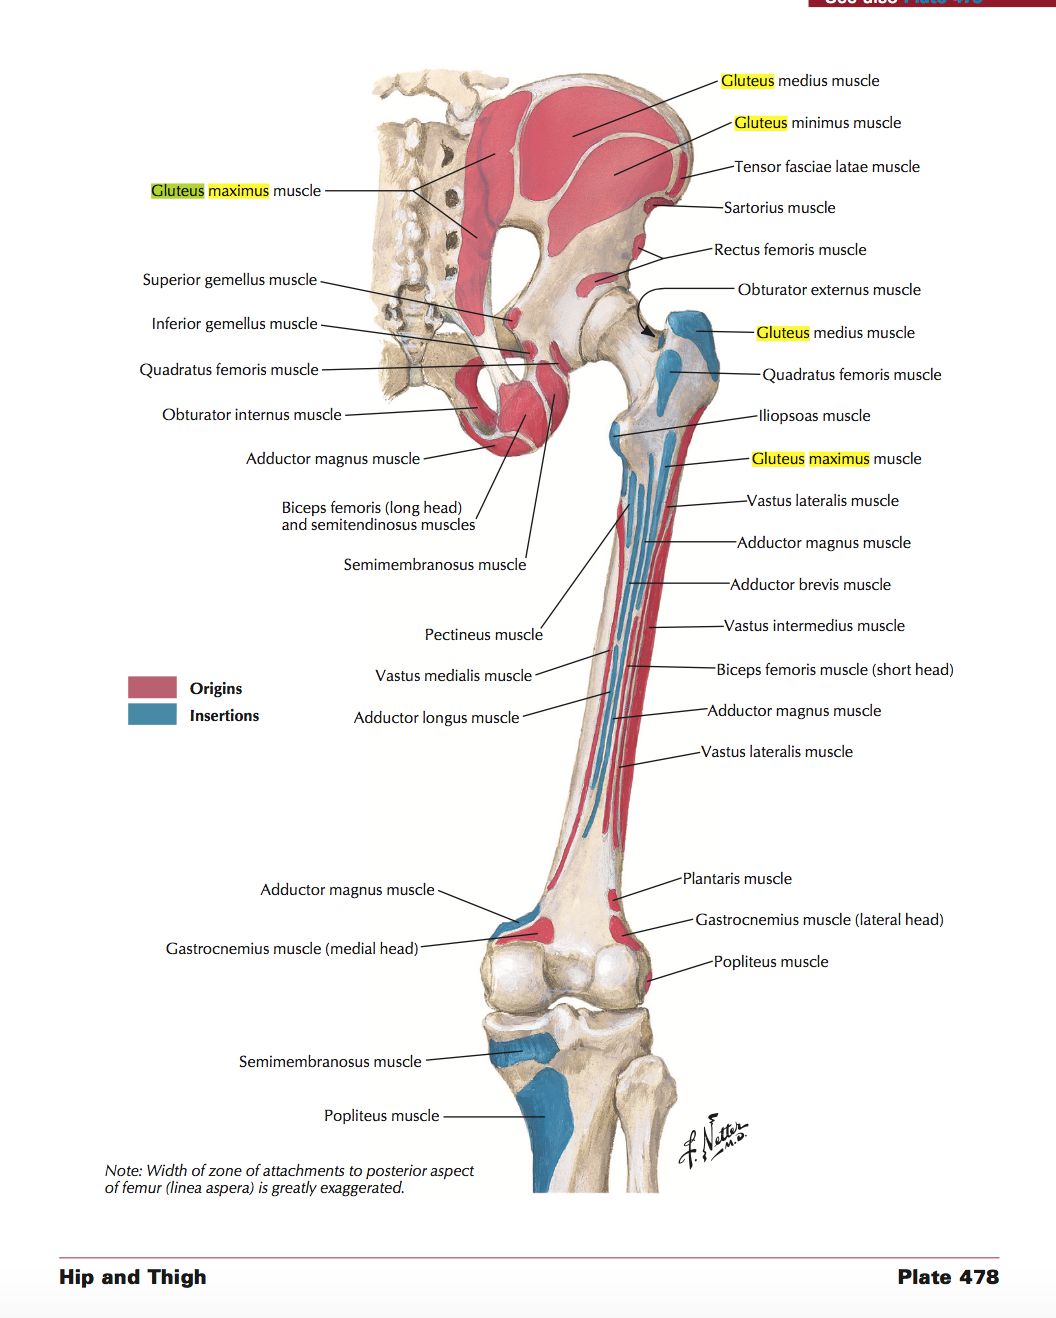 See also Plate 478
Gluteus medius muscle
Gluteus minimus muscle
Tensor fasciae latae muscle
Gluteus maximus muscle
Sartorius muscle
Rectus femoris muscle
Superior gemellus muscle
Obturator externus muscle
Inferior gemellus muscle
Gluteus medius muscle
Quadratus femoris muscle
Quadratus femoris muscle
Obturator internus muscle
Iliopsoas muscle
Adductor magnus muscle
Gluteus maximus muscle
Biceps femoris (long head)
and semitendinosus muscles
Vastus lateralis muscle
Adductor magnus muscle
Semimembranosus muscle
Adductor brevis muscle
Pectineus muscle
Vastus intermedius muscle
Vastus medialis muscle
Biceps femoris muscle (short head)
Origins
Insertions
Adductor longus muscle
Adductor magnus muscle
Vastus lateralis muscle
Adductor magnus muscle
Plantaris muscle
Gastrocnemius muscle (medial head)
Gastrocnemius muscle (lateral head)
Popliteus muscle
Semimembranosus muscle
Popliteus muscle
F. Netter
M.D.
Note: Width of zone of attachments to posterior aspect
of femur (linea aspera) is greatly exaggerated.
Hip and Thigh
Plate 478